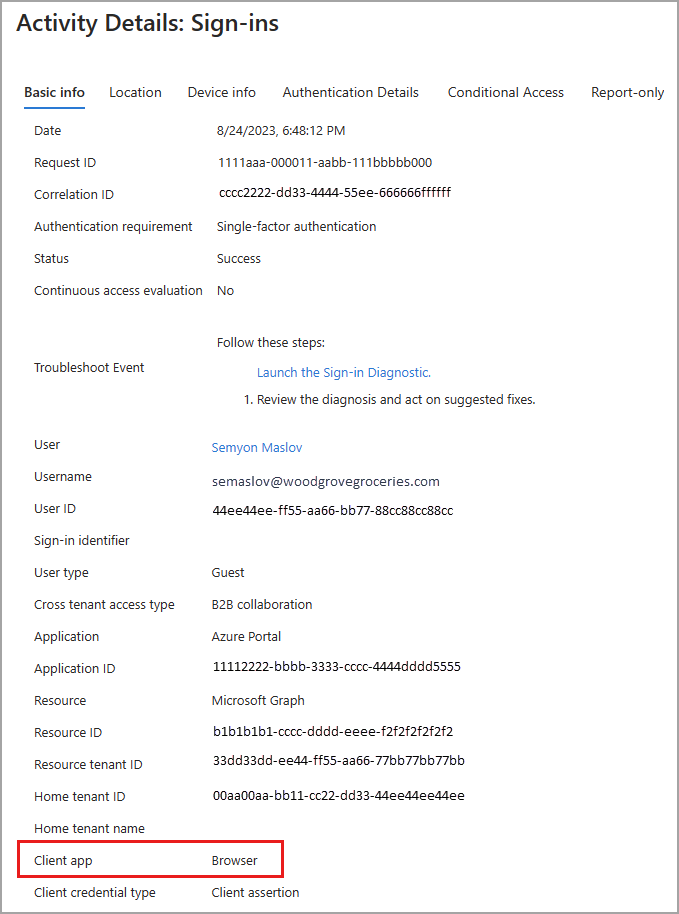 Activity Details: Sign-ins
Basic info Location Device info Authentication Details Conditional Access Report-only
Date 8/24/2023, 6:48:12 PM
Request ID 1111aaa-000011-aabb-111bbbbb000
Correlation ID cccc2222-dd33-4444-55ee-666666ffffff
Authentication requirement Single-factor authentication
Status Success
Continuous access evaluation No
Follow these steps:
Troubleshoot Event
Launch the Sign-in Diagnostic.
1. Review the diagnosis and act on suggested fixes.
User Semyon Maslov
Username semaslov@woodgrovegroceries.com
User ID 44ee44ee-ff55-aa66-bb77-88cc88cc88cc
Sign-in identifier
User type Guest
Cross tenant access type B2B collaboration
Application Azure Portal
Application ID 11112222-bbbb-3333-cccc-4444dddd5555
Resource Microsoft Graph
Resource ID b1b1b1b1-cccc-dddd-eeee-f2f2f2f2f2f2
Resource tenant ID 33dd33dd-ee44-ff55-aa66-77bb77bb77bb
Home tenant ID 00aa00aa-bb11-cc22-dd33-44ee44ee44ee
Home tenant name
Client app Browser
Client credential type Client assertion